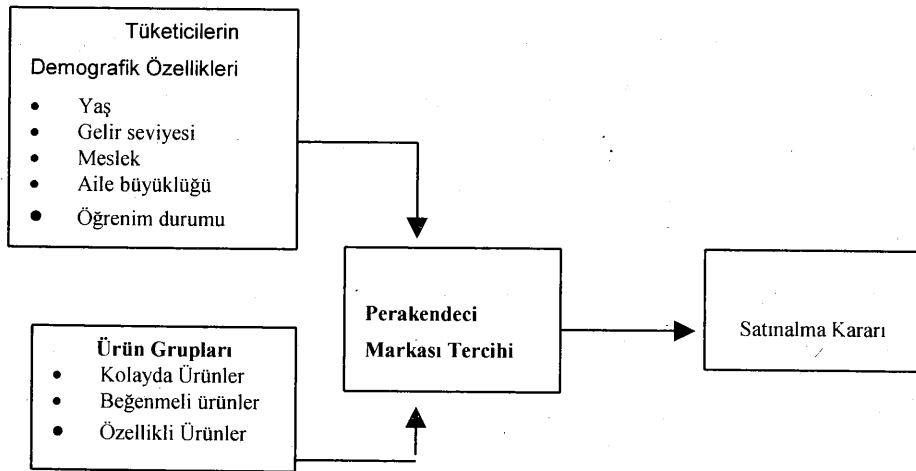 Tüketicilerin
Demografik Özellikleri
• Yaş
• Gelir seviyesi
• Meslek
• Aile büyüklüğü
• Öğrenim durumu
Perakendeci
Markası Tercihi
Satınalma Kararı
Ürün Grupları
• Kolayda Ürünler
• Beğenmeli ürünler
• Özellikli Ürünler